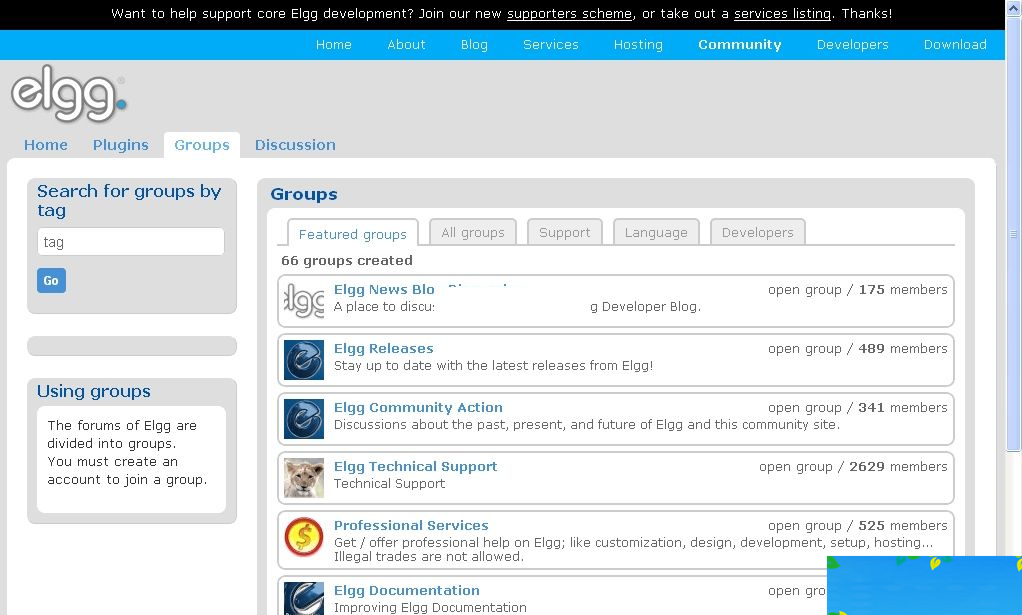 Want to help support core Elgg development? Join our new supporters scheme, or take out a services listing. Thanks!
Home About Blog Services Hosting Community Developers Download
elgg.
Home Plugins Groups Discussion
Search for groups by
tag
tag
Go
Using groups
The forums of Elgg are
divided into groups.
You must create an
account to join a group.
Groups
Featured groups All groups Support Language Developers
66 groups created
elgg
Elgg News open group / 175 members
A place to g Developer Blog.
Elgg Releases open group / 489 members
Stay up to date with the latest releases from Elgg!
Elgg Community Action open group / 341 members
Discussions about the past, present, and future of Elgg and this community site.
Elgg Technical Support open group / 2629 members
Technical Support
Professional Services open group / 525 members
Get / offer professional help on Elgg; like customization, design, development, setup, hosting...
Illegal trades are not allowed.
Elgg Documentation open gro
Improving Elgg Documentation